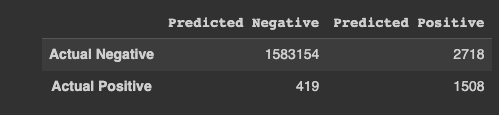 Predicted Negative Predicted Positive
Actual Negative 1583154 2718
Actual Positive 419 1508